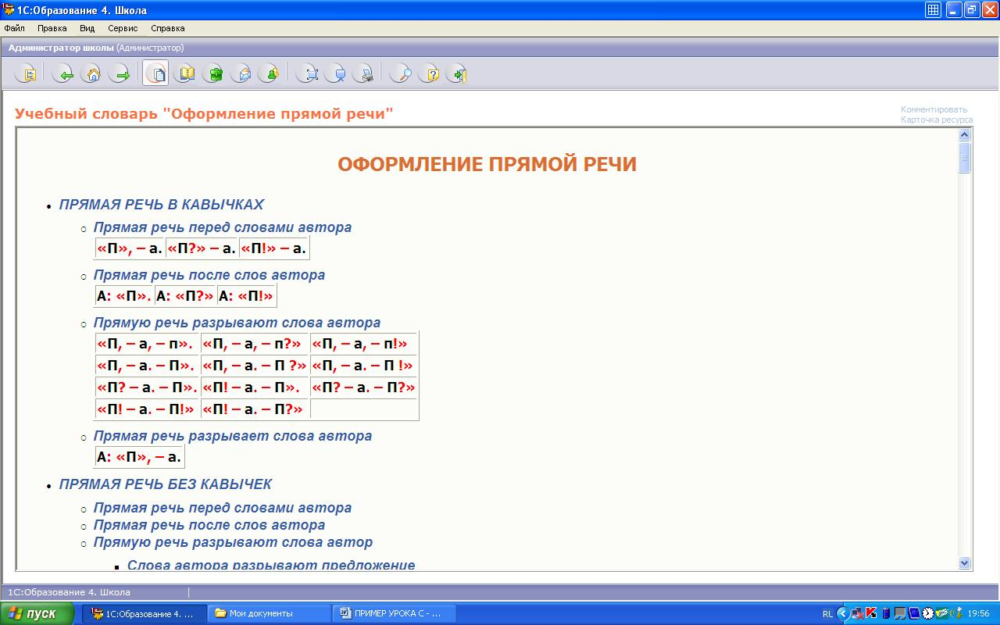 1С:Образование 4. Школа
Файл Правка Вид Сервис Справка
Администратор школы (Администратор)
Учебный словарь "Оформление прямой речи"
Комментировать
Карточка ресурса
ОФОРМЛЕНИЕ ПРЯМОЙ РЕЧИ
ПРЯМАЯ РЕЧЬ В КАВЫЧКАХ
Прямая речь перед словами автора
«П», – а. «П?» – а. «П!» – а.
Прямая речь после слов автора
А: «П». А: «П?» А: «П!»
Прямую речь разрывают слова автора
«П, – а, – п». «П, – а, – п?» «П, – а, – п!»
«П, – а. – П». «П, – а. – П ?» «П, – а. – П !»
«П? – а. – П». «П! – а. – П». «П? – а. – П?»
«П! – а. – П!» «П! – а. – П?»
Прямая речь разрывает слова автора
А: «П», – а.
ПРЯМАЯ РЕЧЬ БЕЗ КАВЫЧЕК
Прямая речь перед словами автора
Прямая речь после слов автора
Прямую речь разрывают слова автор
Слова автора разрывают предложение
1С:Образование 4. Школа
пуск 1С:Образование 4. ... Мои документы ПРИМЕР УРОКА С - ... RL 19:56